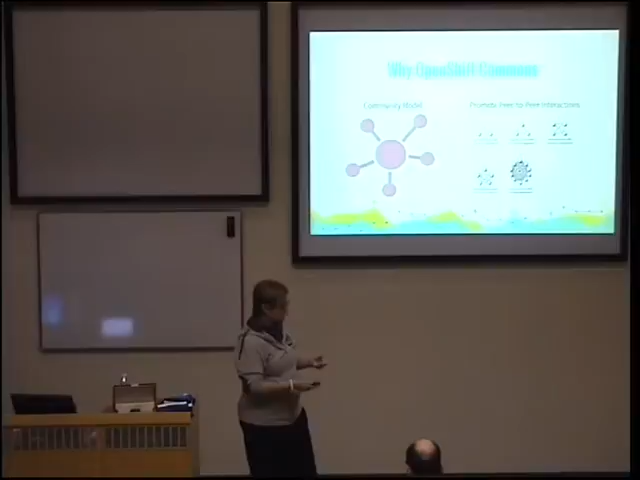 Why OpenShift Commons
Community Model
Promote Peer-to-Peer Interactions